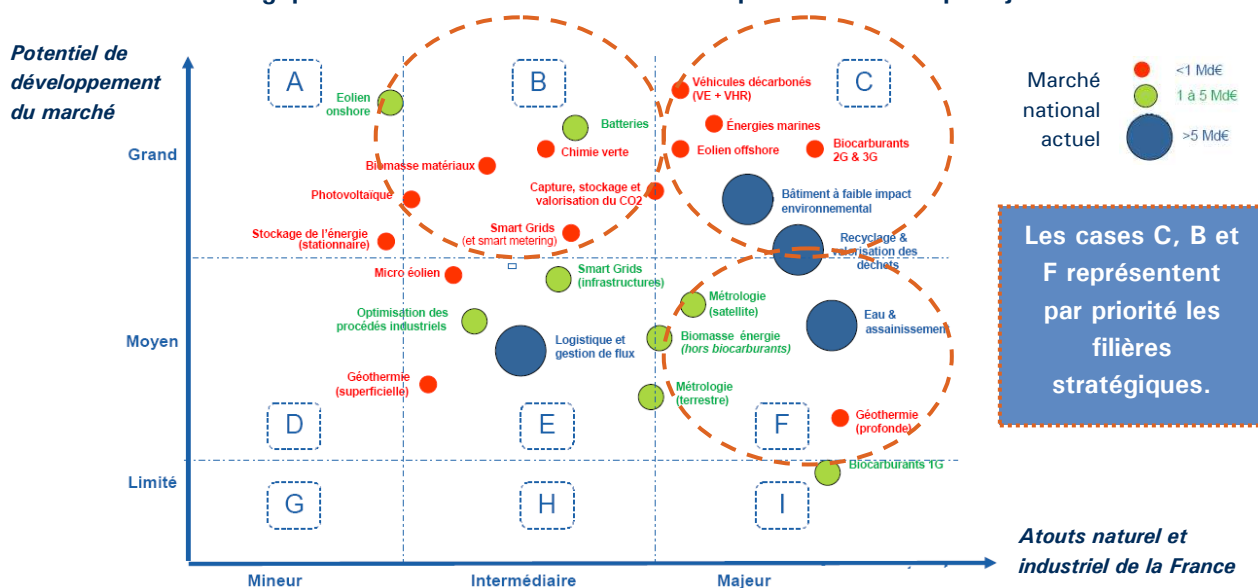 Potentiel de
développement
du marché
Grand
Moyen
Limité
A
B
C
Eolien
onshore
Batteries
Véhicules décarbonés
(VE + VHR)
Énergies marines
Chimie verte
Eolien offshore
Biocarburants
2G & 3G
Biomasse matériaux
Photovoltaïque
Capture, stockage et
valorisation du CO2
Bâtiment à faible impact
environnemental
Stockage de l'énergie
(stationnaire)
Smart Grids
(et smart metering)
Recyclage &
valorisation des
déchets
Micro éolien
Smart Grids
(infrastructures)
Optimisation des
procédés industriels
Logistique et
gestion de flux
Métrologie
(satellite)
Eau &
assainissement
Biomasse énergie
(hors biocarburants)
Géothermie
(superficielle)
Métrologie
(terrestre)
Géothermie
(profonde)
D
E
F
Biocarburants 1G
G
H
I
Mineur
Intermédiaire
Majeur
Atouts naturel et
industriel de la France
Marché
national
actuel
<1 Md€
1 à 5 Md€
>5 Md€
Les cases C, B et
F représentent
par priorité les
filières
stratégiques.